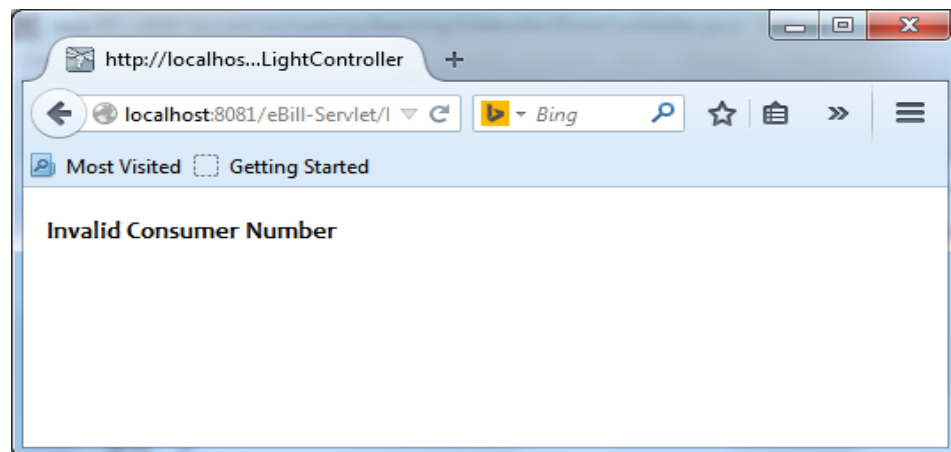 http://localhos...LightController
localhost:8081/eBill-Servlet/l
Bing
Most Visited
Getting Started
Invalid Consumer Number